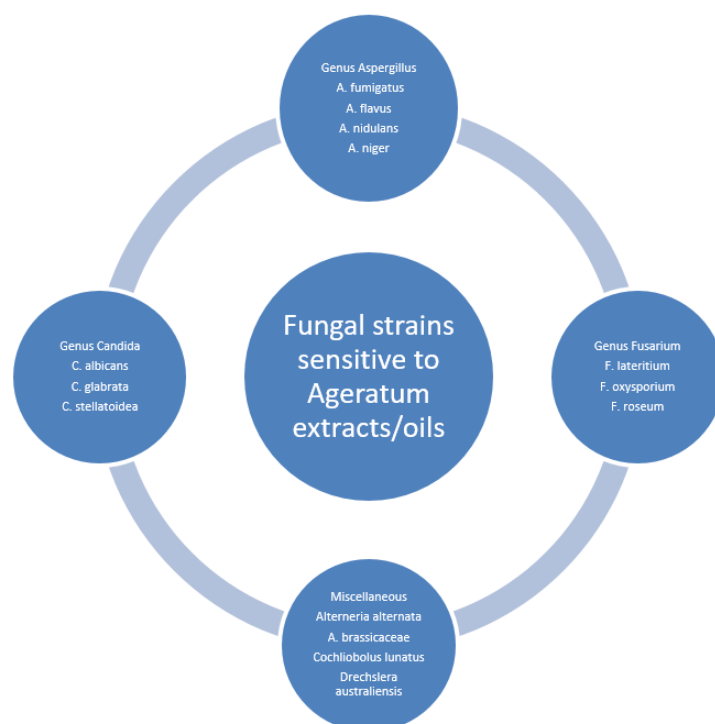 Genus Aspergillus
A. fumigatus
A. flavus
A. nidulans
A. niger
Fungal strains
sensitive to
Ageratum
extracts/oils
Genus Candida
C. albicans
C. glabrata
C. stellatoidea
Genus Fusarium
F. lateritium
F. oxysporium
F. roseum
Miscellaneous
Alterneria alternata
A. brassicaceae
Cochliobolus lunatus
Drechslera
australiensis